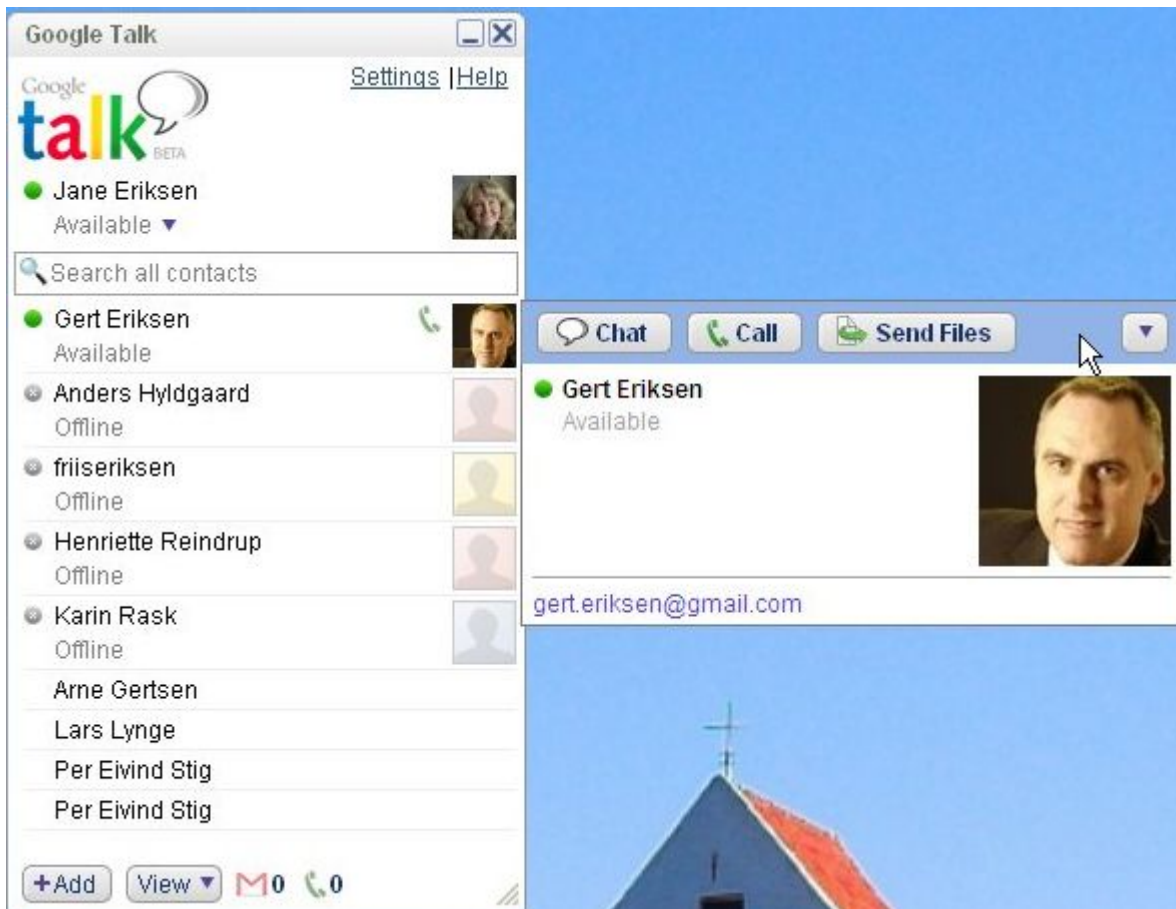 Google Talk
Settings |Help
Google
talk
BETA
Jane Eriksen
Available
Search all contacts
Gert Eriksen
Available
Anders Hyldgaard
Offline
friiseriksen
Offline
Henriette Reindrup
Offline
Karin Rask
Offline
Arne Gertsen
Lars Lynge
Per Eivind Stig
Per Eivind Stig
+Add View 0 0
Chat Call Send Files
Gert Eriksen
Available
gert.eriksen@gmail.com